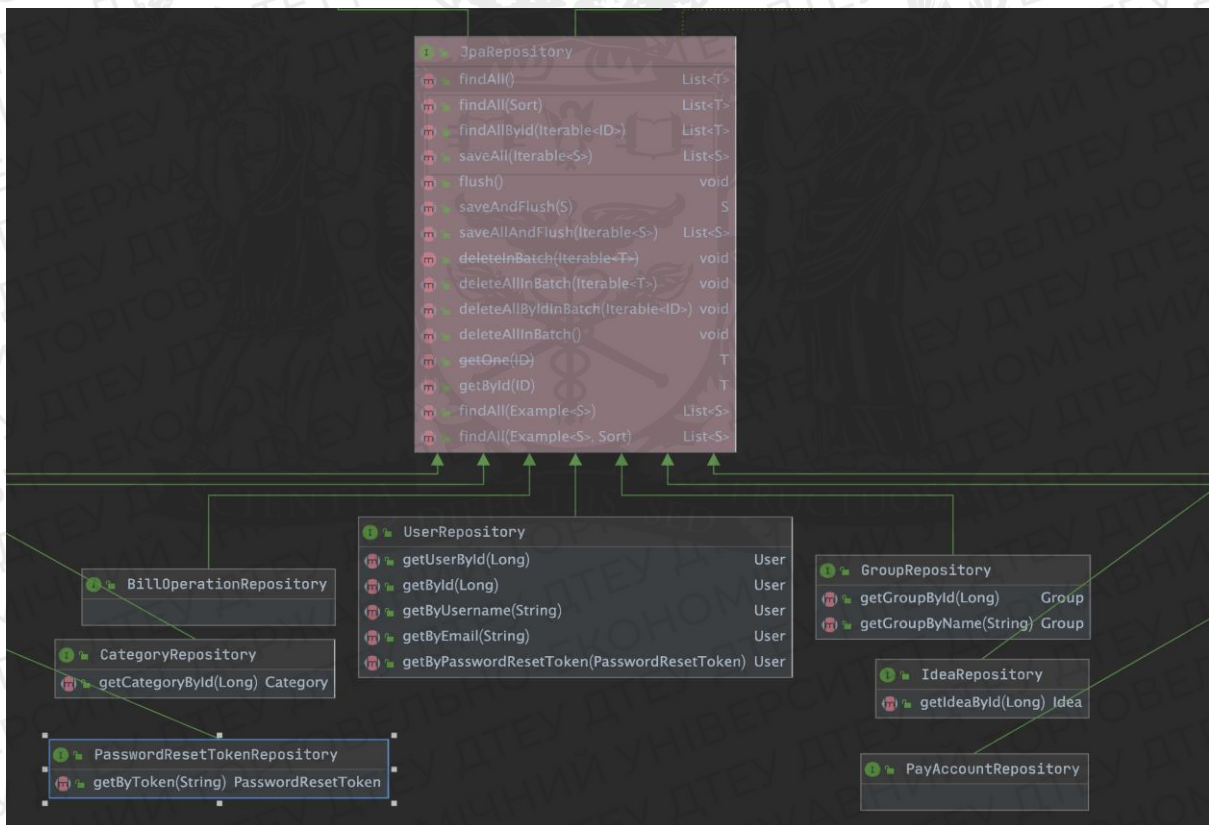 JpaRepository
findAll() List<T>
findAll(Sort) List<T>
findAllById(Iterable<ID>) List<T>
saveAll(Iterable<S>) List<S>
flush() void
saveAndFlush(S) S
saveAllAndFlush(Iterable<S>) List<S>
deleteInBatch(Iterable<T>) void
deleteAllInBatch(Iterable<T>) void
deleteAllByIdInBatch(Iterable<ID>) void
deleteAllInBatch() void
getOne(ID) T
getById(ID) T
findAll(Example<S>) List<S>
findAll(Example<S>, Sort) List<S>
UserRepository
getUserById(Long) User
getById(Long) User
getByUsername(String) User
getByEmail(String) User
getByPasswordResetToken(PasswordResetToken) User
BillOperationRepository
GroupRepository
getGroupById(Long) Group
getGroupByName(String) Group
CategoryRepository
getCategoryById(Long) Category
IdeaRepository
getIdeaById(Long) Idea
PasswordResetTokenRepository
getByToken(String) PasswordResetToken
PayAccountRepository